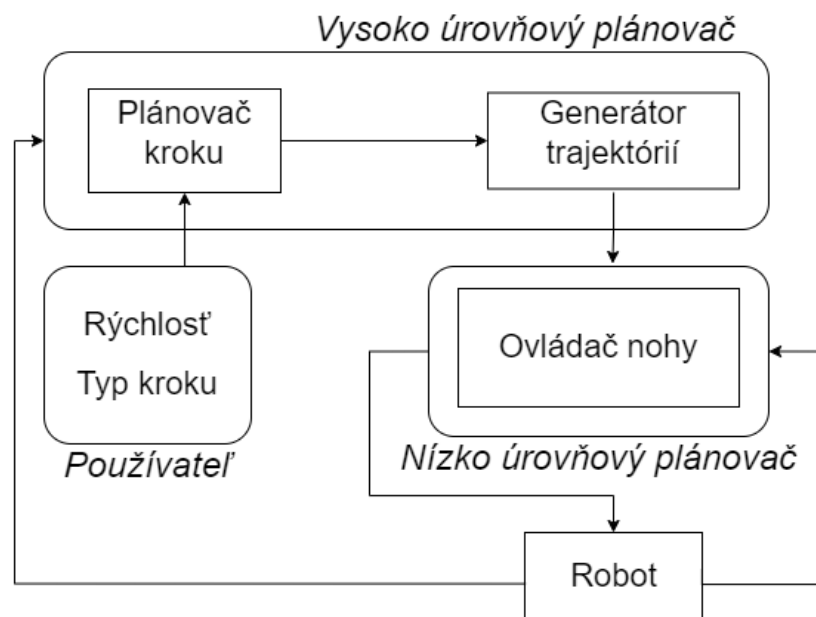 Vysoko úrovňový plánovač
Plánovač
kroku
Generátor
trajektórií
Rýchlosť
Typ kroku
Používateľ
Ovládač nohy
Nízko úrovňový plánovač
Robot